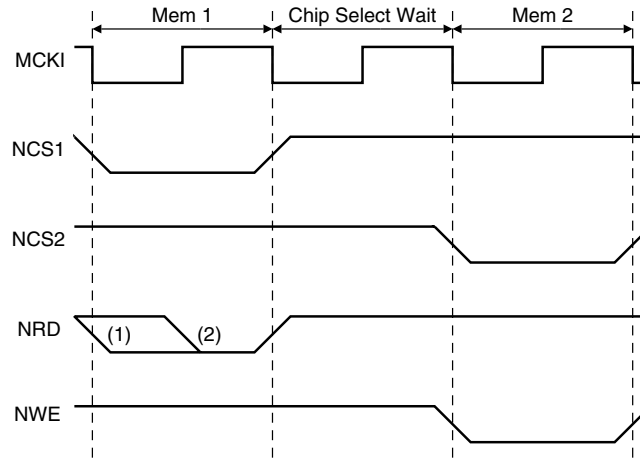 Mem 1 Chip Select Wait Mem 2
MCKI
NCS1
NCS2
NRD (1) (2)
NWE